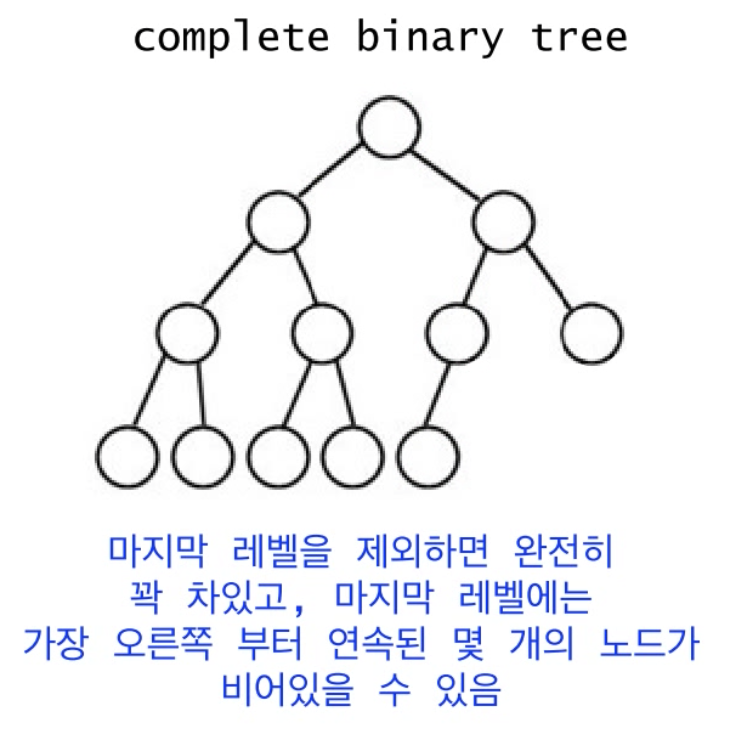 complete binary tree
마지막 레벨을 제외하면 완전히
꽉 차있고, 마지막 레벨에는
가장 오른쪽 부터 연속된 몇 개의 노드가
비어있을 수 있음